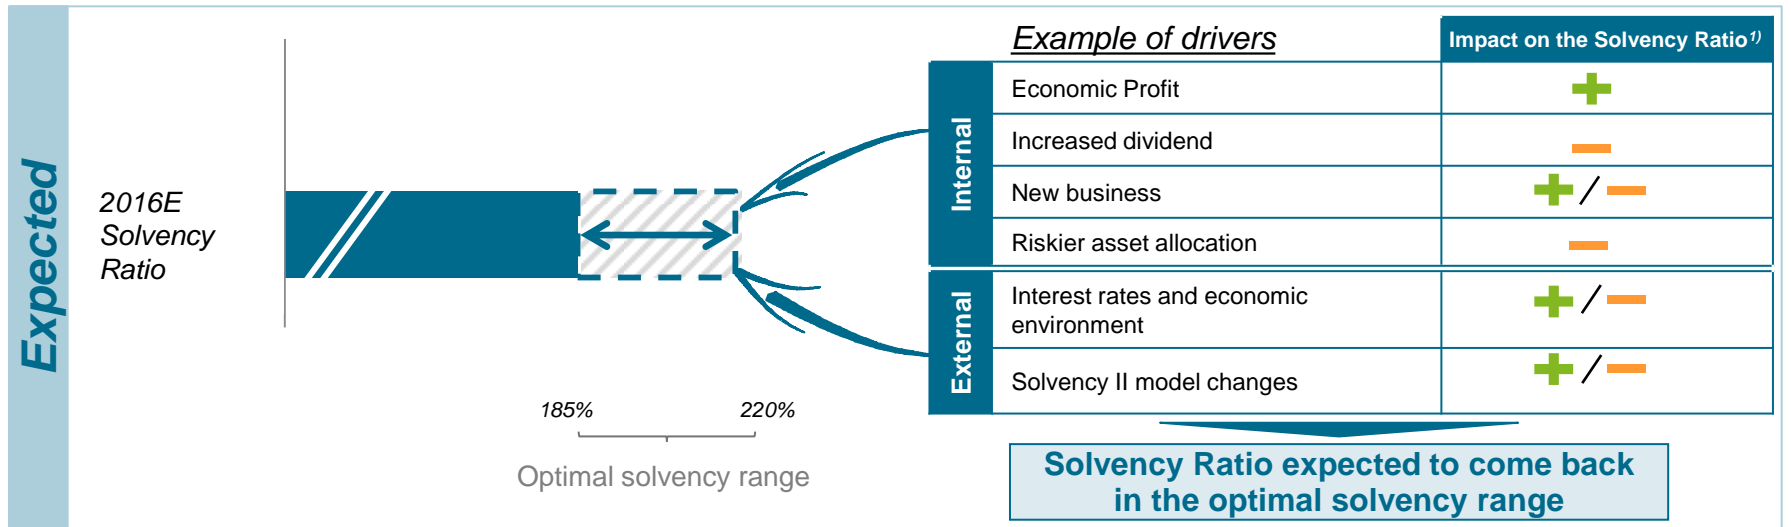 Expected
2016E
Solvency
Ratio
185%
220%
Optimal solvency range
Example of drivers
Impact on the Solvency Ratio¹⁾
Internal
Economic Profit
+
Increased dividend
–
New business
+ / –
Riskier asset allocation
–
External
Interest rates and economic
environment
+ / –
Solvency II model changes
+ / –
Solvency Ratio expected to come back
in the optimal solvency range